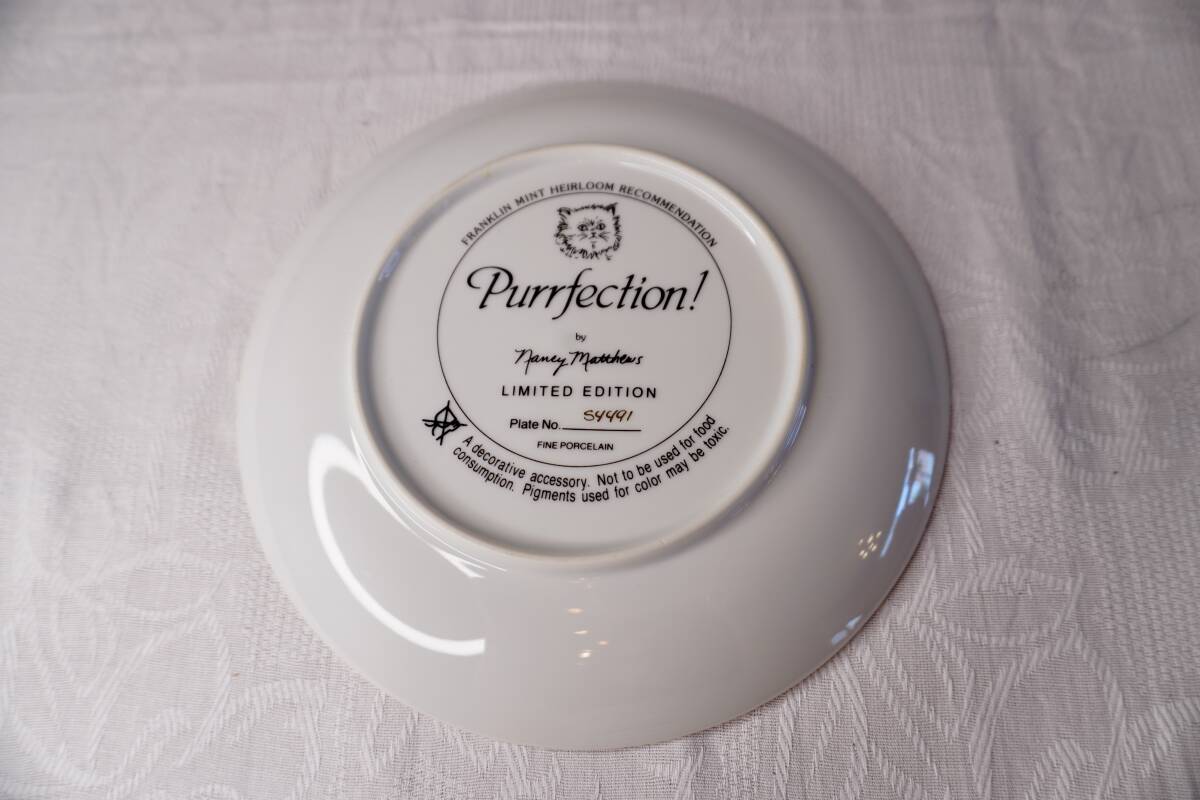 FRANKLIN MINT HEIRLOOM RECOMMENDATION
Purrfection!
by
Nancy Matthews
LIMITED EDITION
Plate No. S4491
FINE PORCELAIN
A decorative accessory. Not to be used for food
consumption. Pigments used for color may be toxic.